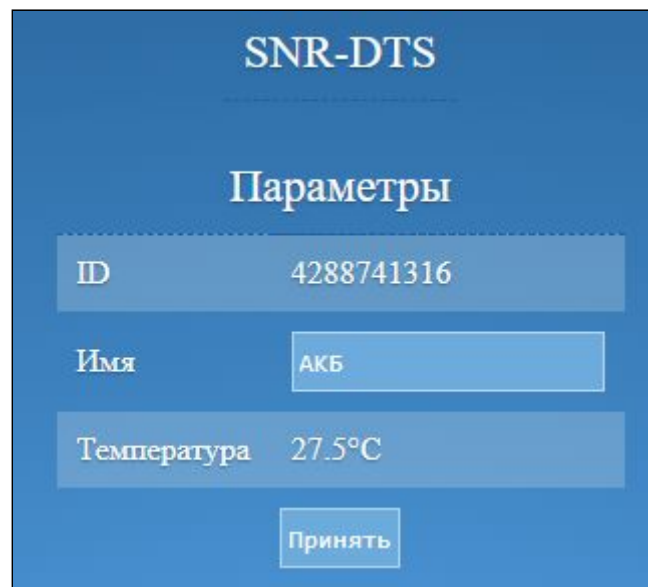 SNR-DTS
Параметры
ID 4288741316
Имя АКБ
Температура 27.5°C
Принять